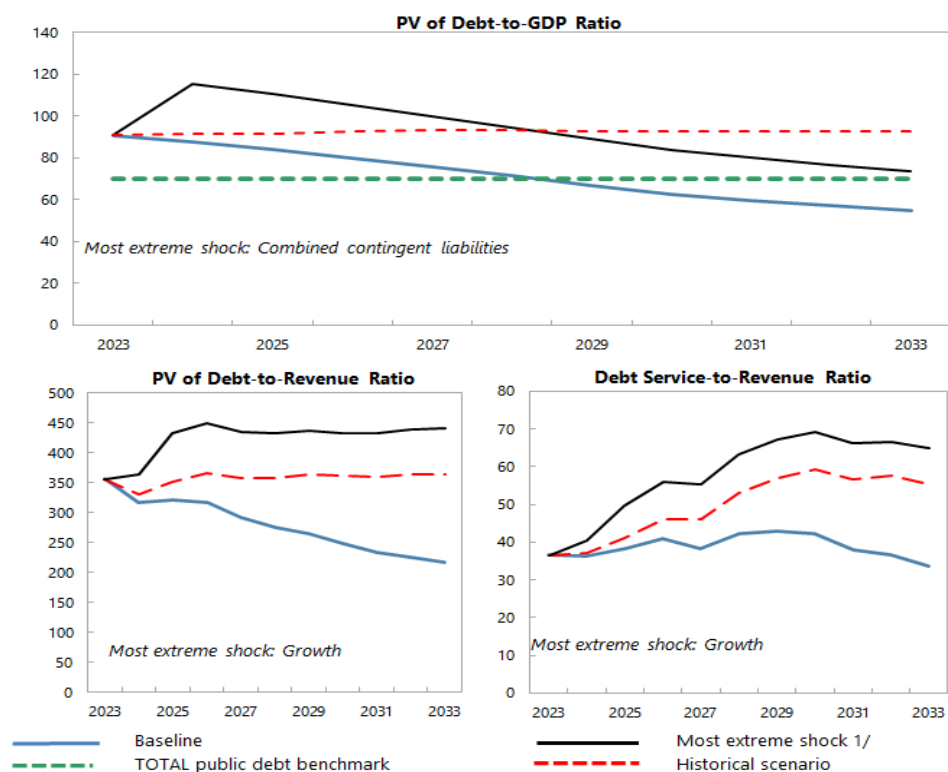 PV of Debt-to-GDP Ratio
140
120
100
80
60
40
20
0
Most extreme shock: Combined contingent liabilities
2023 2025 2027 2029 2031 2033
PV of Debt-to-Revenue Ratio
500
450
400
350
300
250
200
150
100
50
0
Most extreme shock: Growth
2023 2025 2027 2029 2031 2033
Debt Service-to-Revenue Ratio
80
70
60
50
40
30
20
10
0
Most extreme shock: Growth
2023 2025 2027 2029 2031 2033
Baseline
Most extreme shock 1/
TOTAL public debt benchmark
Historical scenario